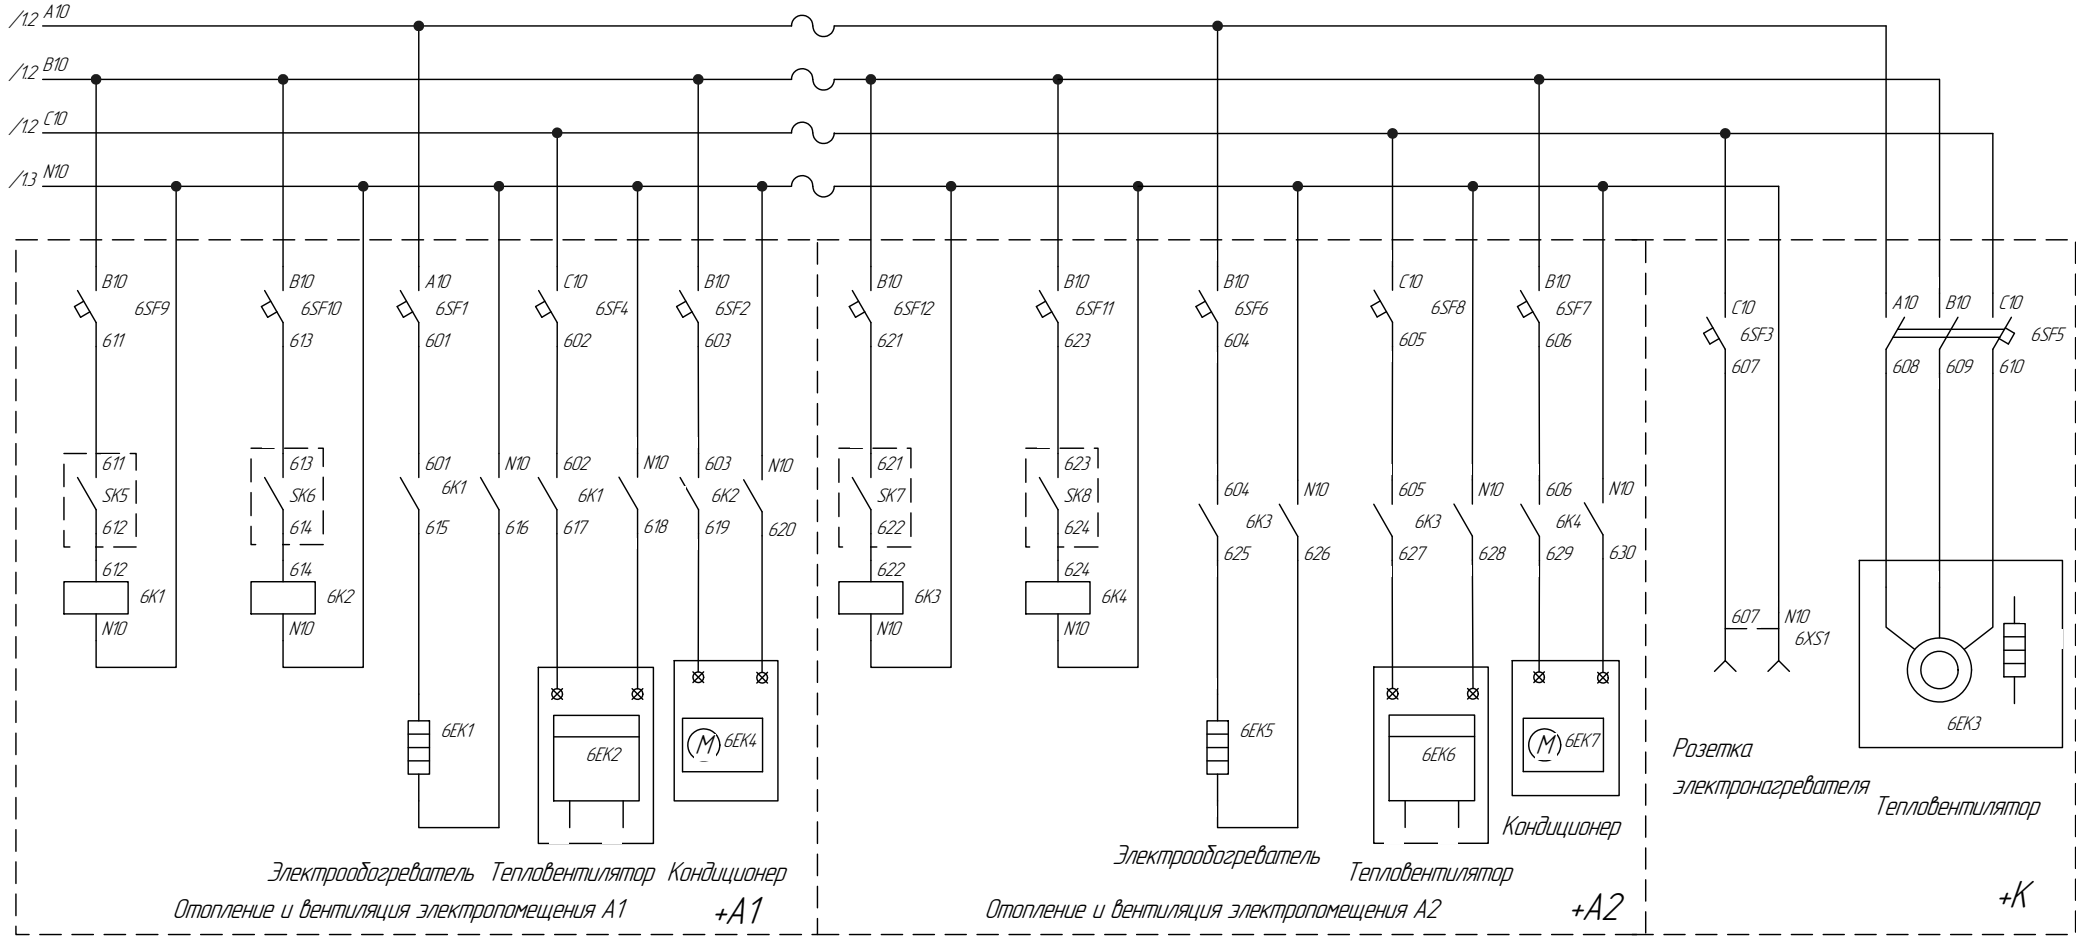 /1.2 A10
/1.2 B10
/1.2 C10
/1.3 N10
B10 B10 A10 C10 B10 B10 B10 B10 C10 B10
6SF9 6SF10 6SF1 6SF4 6SF2 6SF12 6SF11 6SF6 6SF8 6SF7
611 613 601 602 603 621 623 604 605 606
C10 A10 B10 C10
6SF3 6SF5
607 608 609 610
611 613 601 N10 602 N10 603 N10 621 623 604 N10 605 N10 606 N10
SK5 SK6 6K1 6K1 6K2 SK7 SK8 6K3 6K3 6K4
612 614 615 616 617 618 619 620 622 624 625 626 627 628 629 630
612 614 622 624
6K1 6K2 6K3 6K4
N10 N10 N10 N10
607 N10
6XS1
6EK1 6EK2 M 6EK4 6EK5 6EK6 M 6EK7 6EK3
Розетка
электронагревателя
Тепловентилятор
Кондиционер
Электрообогреватель Тепловентилятор Кондиционер
Электрообогреватель
Тепловентилятор
Отопление и вентиляция электропомещения А1 +A1
Отопление и вентиляция электропомещения А2 +A2
+K